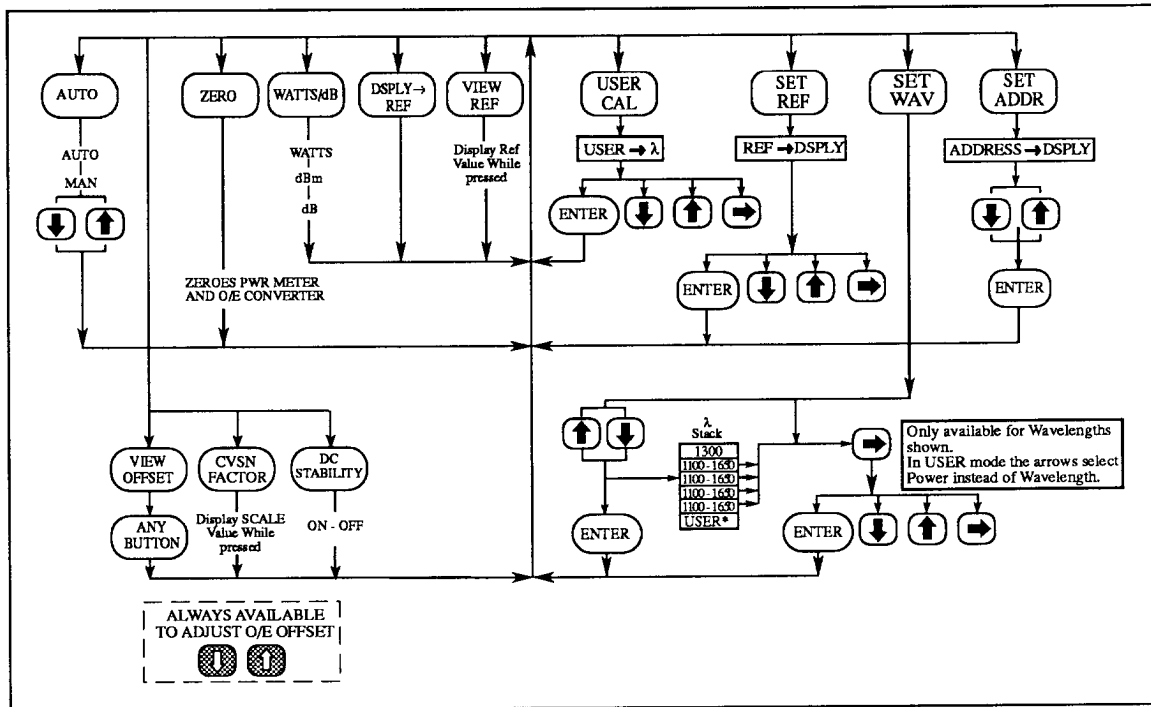 AUTO
AUTO
MAN
ZERO
ZEROES PWR METER
AND O/E CONVERTER
WATTS/dB
WATTS
dBm
dB
DSPLY→
REF
VIEW
REF
Display Ref
Value While
pressed
USER
CAL
USER → λ
ENTER
SET
REF
REF → DSPLY
ENTER
SET
WAV
SET
ADDR
ADDRESS → DSPLY
ENTER
VIEW
OFFSET
ANY
BUTTON
CVSN
FACTOR
Display SCALE
Value While
pressed
DC
STABILITY
ON - OFF
ENTER
λ
Stack
1300
1100 - 1650
1100 - 1650
1100 - 1650
1100 - 1650
USER*
ENTER
Only available for Wavelengths
shown.
In USER mode the arrows select
Power instead of Wavelength.
ALWAYS AVAILABLE
TO ADJUST O/E OFFSET